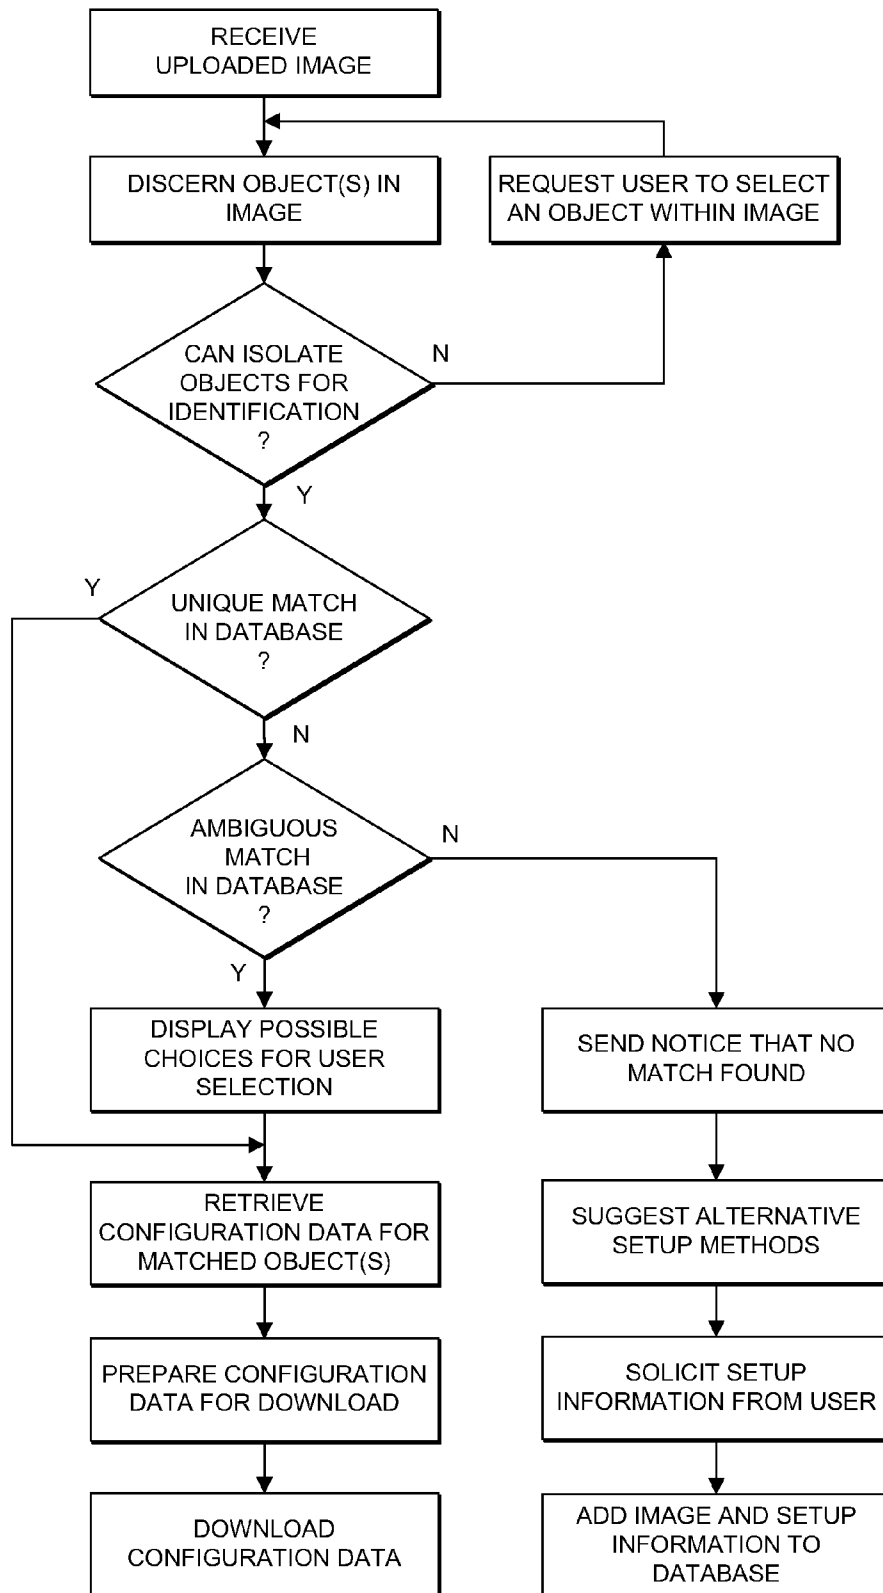 RECEIVE
UPLOADED IMAGE
DISCERN OBJECT(S) IN
IMAGE
REQUEST USER TO SELECT
AN OBJECT WITHIN IMAGE
CAN ISOLATE
OBJECTS FOR
IDENTIFICATION
?
N
Y
UNIQUE MATCH
IN DATABASE
?
Y
N
AMBIGUOUS
MATCH
IN DATABASE
?
N
Y
DISPLAY POSSIBLE
CHOICES FOR USER
SELECTION
SEND NOTICE THAT NO
MATCH FOUND
RETRIEVE
CONFIGURATION DATA FOR
MATCHED OBJECT(S)
SUGGEST ALTERNATIVE
SETUP METHODS
PREPARE CONFIGURATION
DATA FOR DOWNLOAD
SOLICIT SETUP
INFORMATION FROM USER
DOWNLOAD
CONFIGURATION DATA
ADD IMAGE AND SETUP
INFORMATION TO
DATABASE